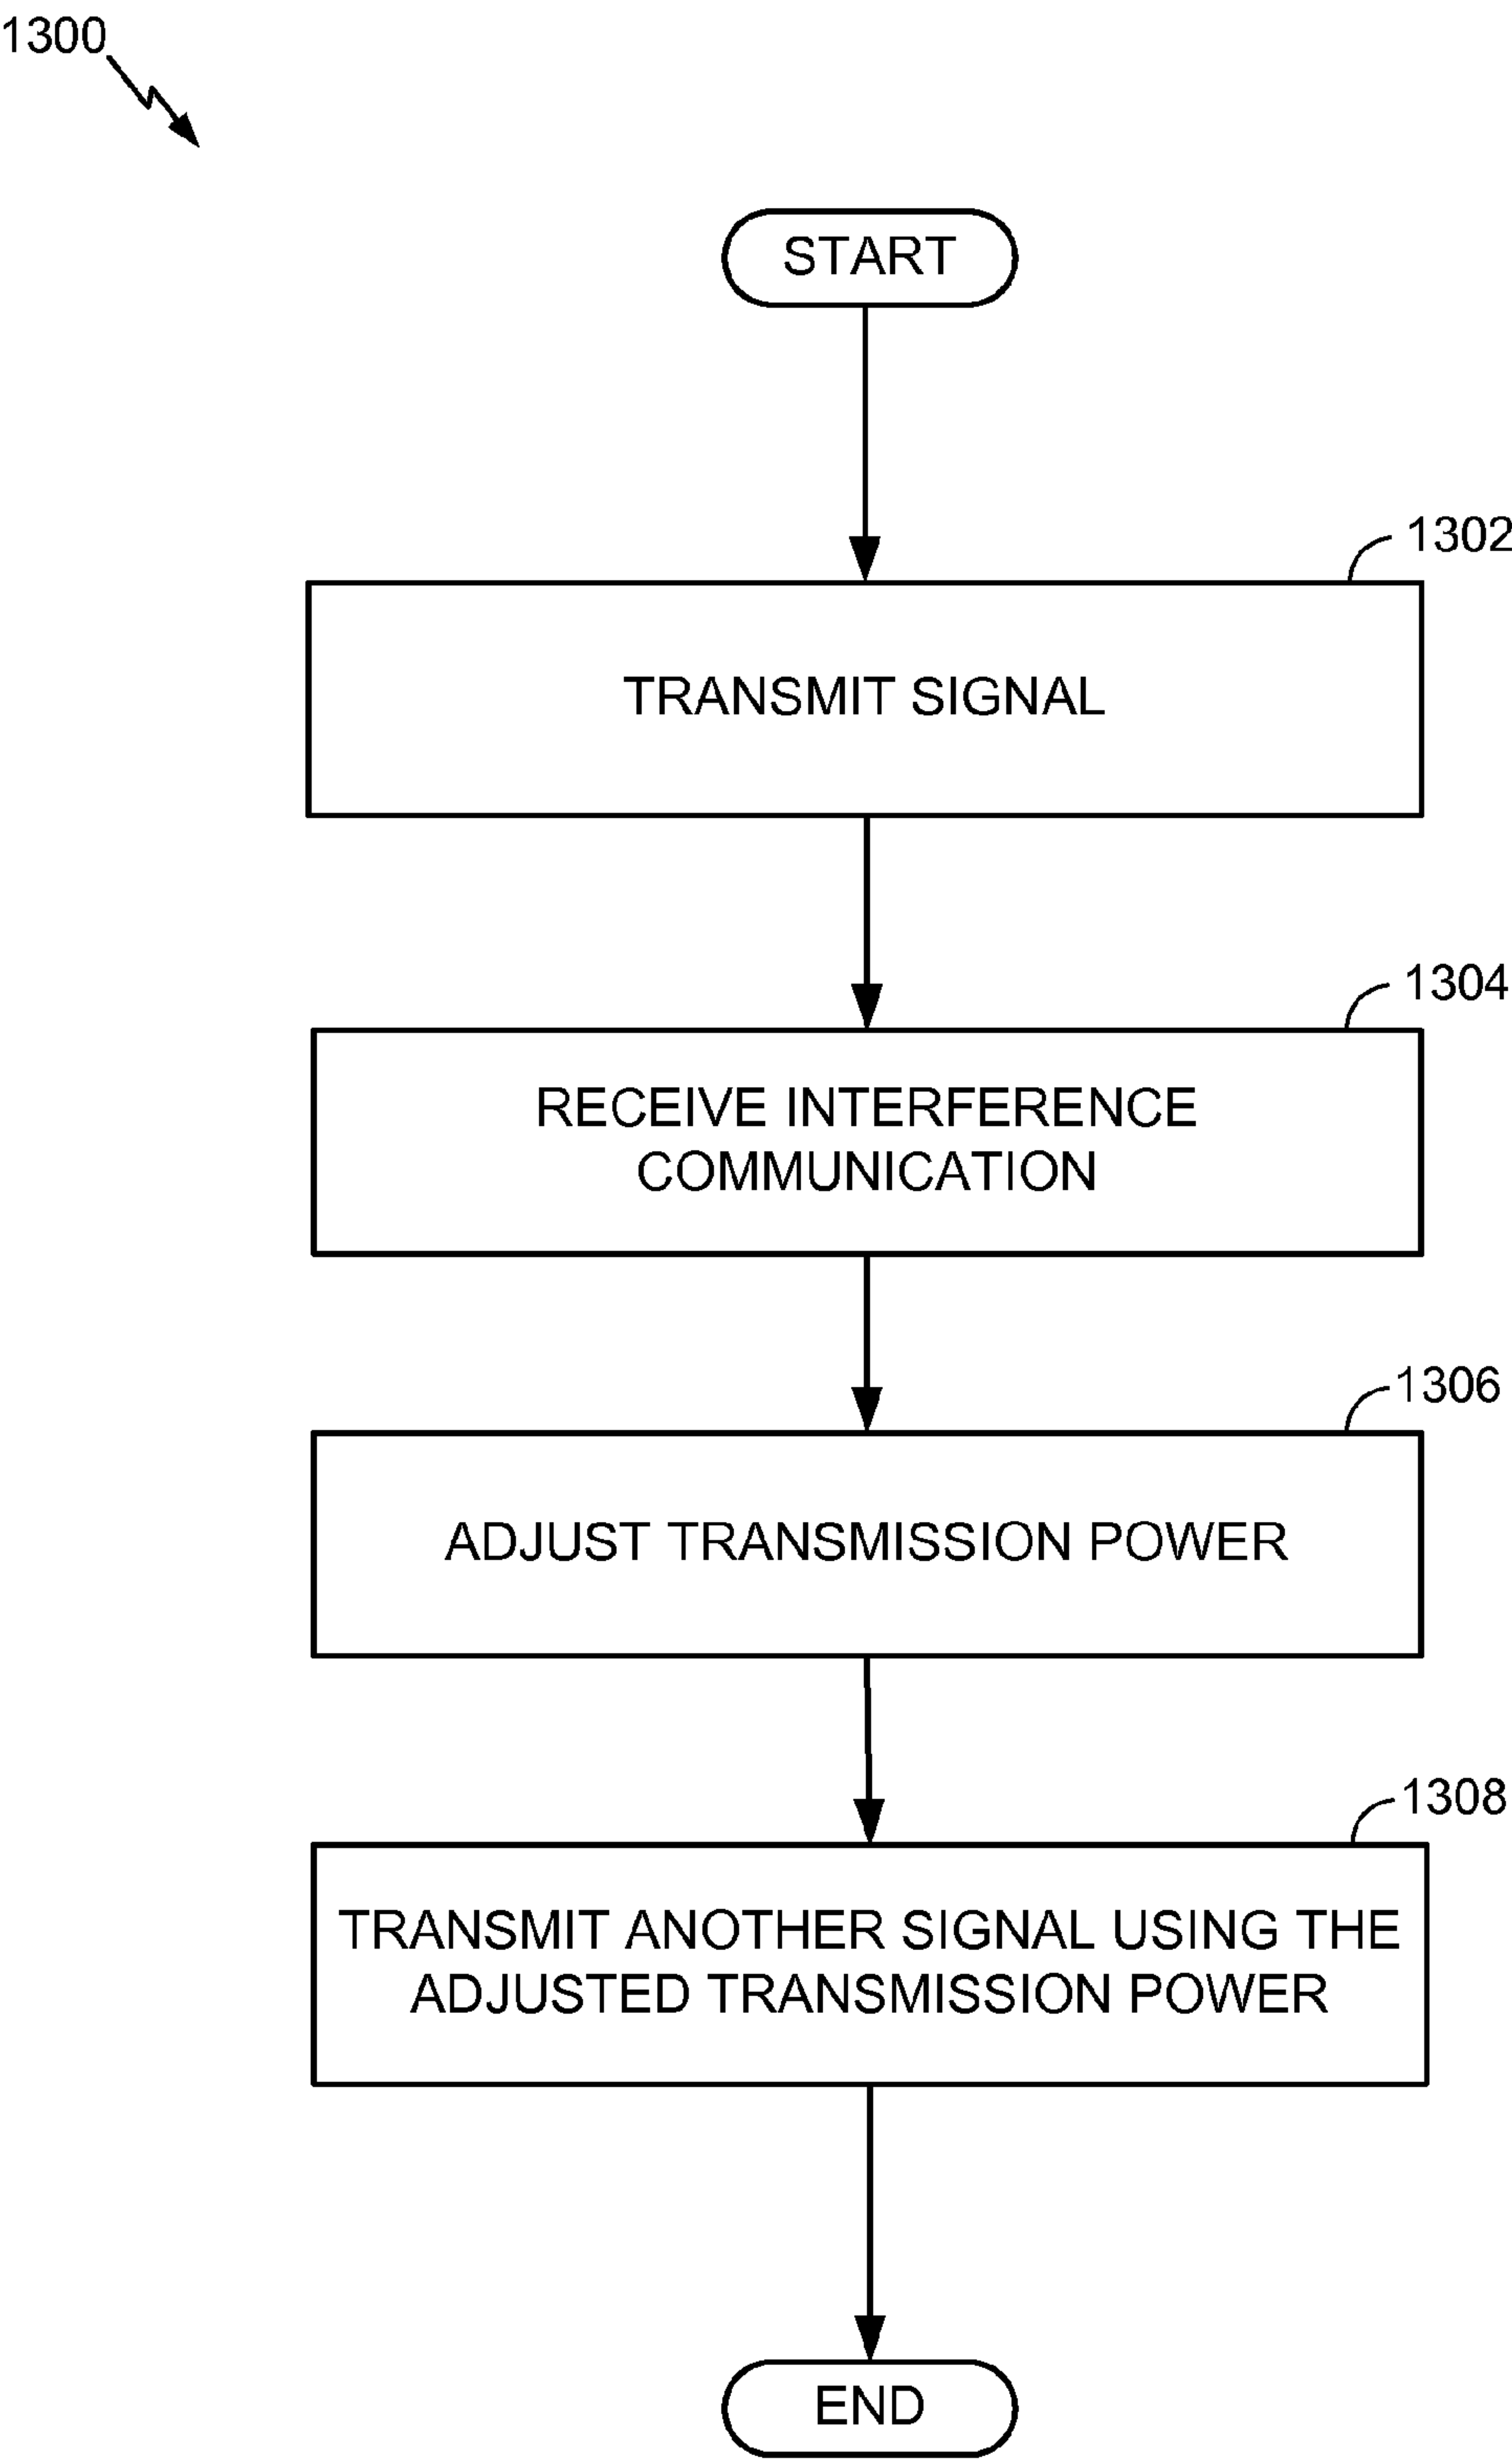 1300
START
1302
TRANSMIT SIGNAL
1304
RECEIVE INTERFERENCE
COMMUNICATION
1306
ADJUST TRANSMISSION POWER
1308
TRANSMIT ANOTHER SIGNAL USING THE
ADJUSTED TRANSMISSION POWER
END